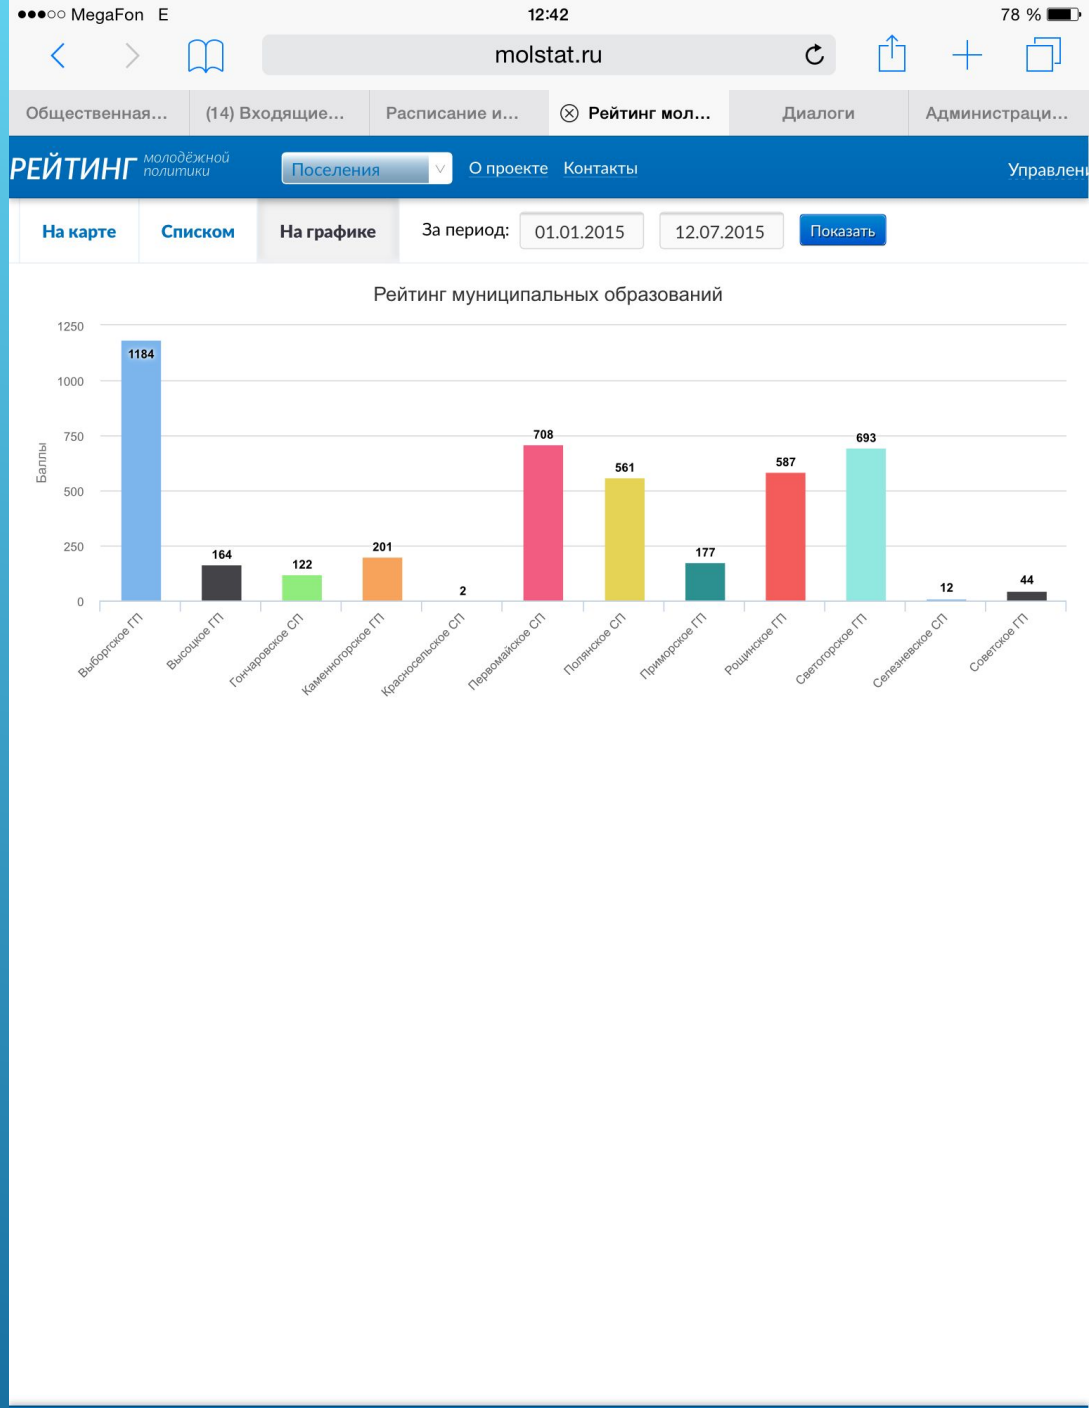 MegaFon E 12:42 78 %
molstat.ru
Общественная... (14) Входящие... Расписание и... Рейтинг мол... Диалоги Администраци...
РЕЙТИНГ молодёжной политики Поселения О проекте Контакты Управлени
На карте Списком На графике За период: 01.01.2015 12.07.2015 Показать
Рейтинг муниципальных образований
Баллы
1250
1000
750
500
250
0
1184
164
122
201
2
708
561
177
587
693
12
44
Выборгское ГП
Высоцкое ГП
Гончаровское СП
Каменногорское ГП
Красносельское СП
Первомайское СП
Полянское СП
Приморское ГП
Рощинское ГП
Светогорское ГП
Селезневское СП
Советское ГП